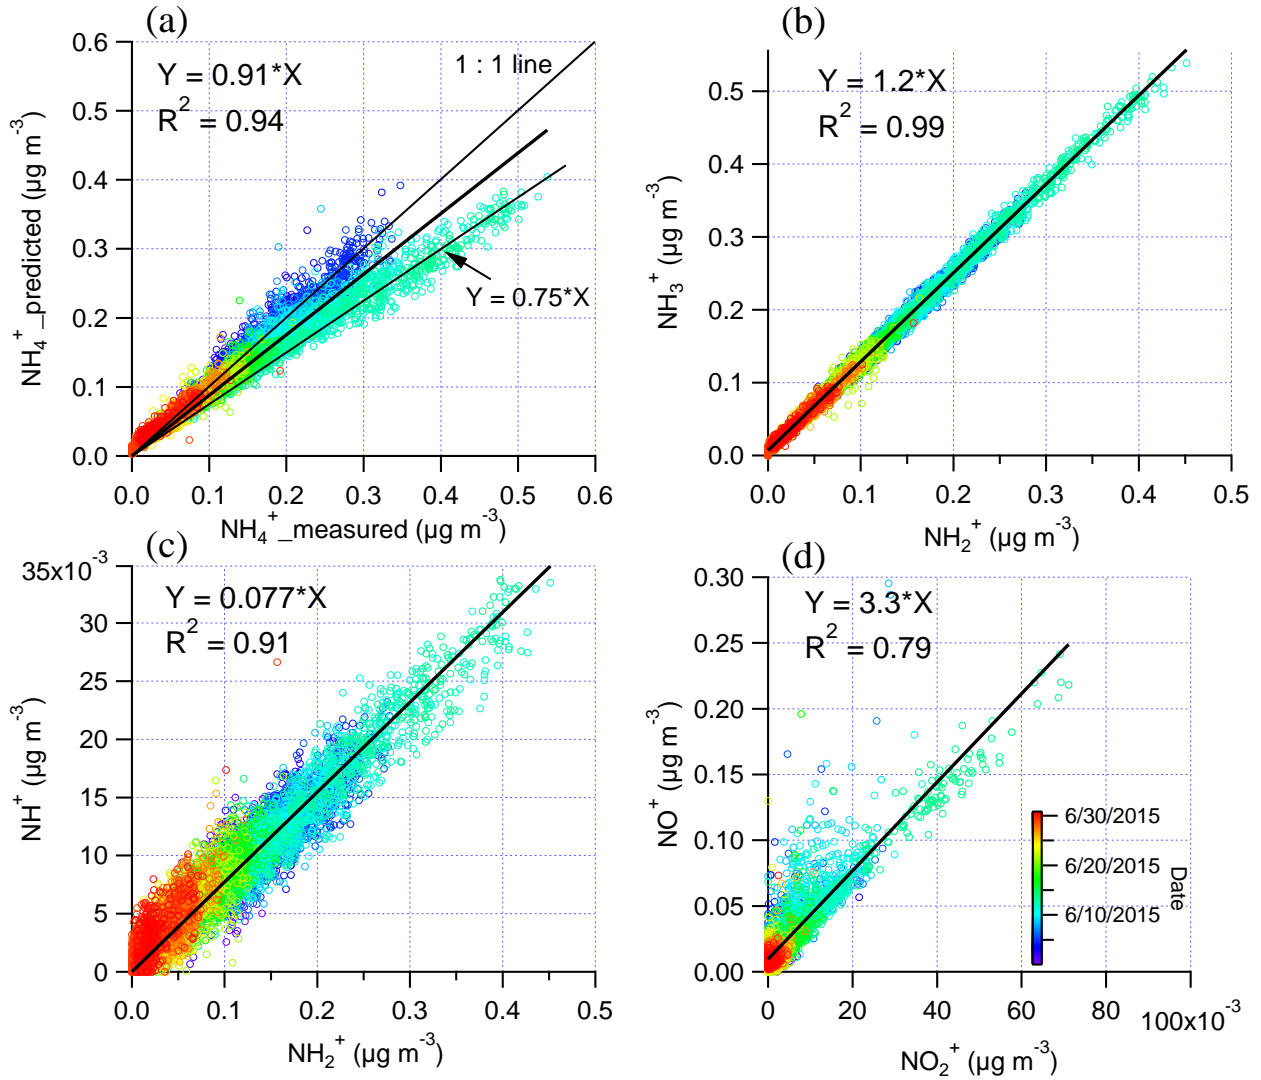 (a)
0.6
0.5
0.4
0.3
0.2
0.1
0.0
NH₄⁺_predicted (µg m⁻³)
Y = 0.91*X
R² = 0.94
1 : 1 line
Y = 0.75*X
0.0 0.1 0.2 0.3 0.4 0.5 0.6
NH₄⁺_measured (µg m⁻³)
(b)
0.5
0.4
0.3
0.2
0.1
0.0
NH₃⁺ (µg m⁻³)
Y = 1.2*X
R² = 0.99
0.0 0.1 0.2 0.3 0.4 0.5
NH₂⁺ (µg m⁻³)
(c)
35x10⁻³
30
25
20
15
10
5
0
NH⁺ (µg m⁻³)
Y = 0.077*X
R² = 0.91
0.0 0.1 0.2 0.3 0.4 0.5
NH₂⁺ (µg m⁻³)
(d)
0.30
0.25
0.20
0.15
0.10
0.05
0.00
NO⁺ (µg m⁻³)
Y = 3.3*X
R² = 0.79
6/30/2015
6/20/2015
6/10/2015
Date
0 20 40 60 80 100x10⁻³
NO₂⁺ (µg m⁻³)